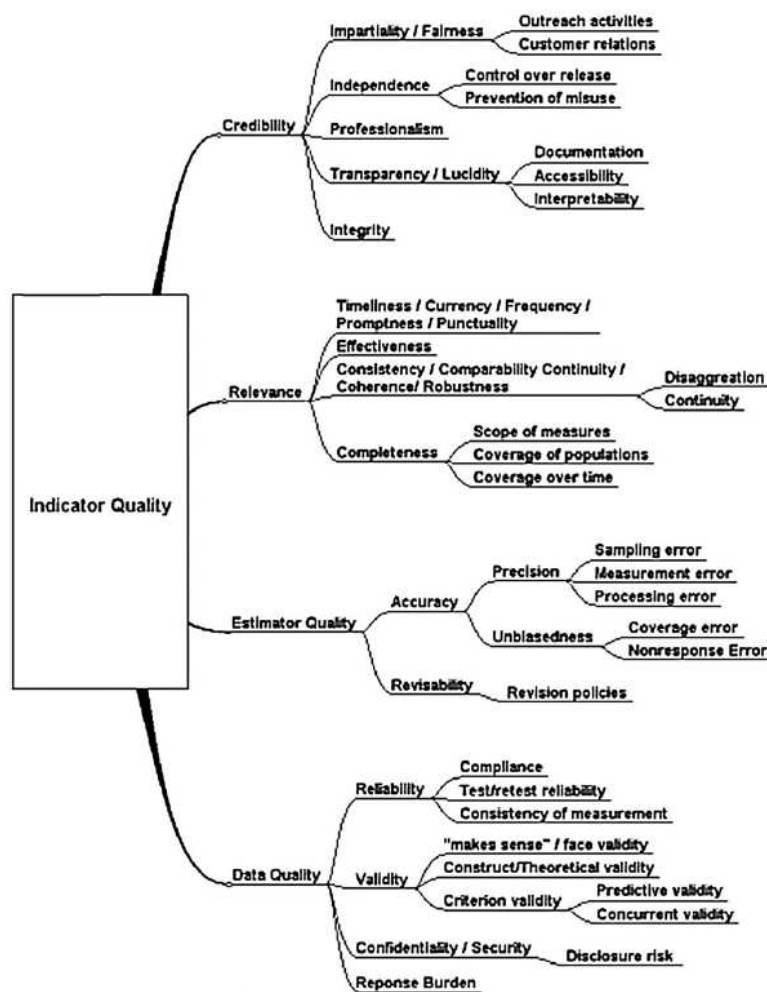 Indicator Quality
Credibility
Impartiality / Fairness
Outreach activities
Customer relations
Independence
Control over release
Prevention of misuse
Professionalism
Transparency / Lucidity
Documentation
Accessibility
Interpretability
Integrity
Relevance
Timeliness / Currency / Frequency /
Promptness / Punctuality
Effectiveness
Consistency / Comparability Continuity /
Coherence/ Robustness
Disaggreation
Continuity
Completeness
Scope of measures
Coverage of populations
Coverage over time
Estimator Quality
Accuracy
Precision
Sampling error
Measurement error
Processing error
Unbiasedness
Coverage error
Nonresponse Error
Revisability
Revision policies
Data Quality
Reliability
Compliance
Test/retest reliability
Consistency of measurement
Validity
"makes sense" / face validity
Construct/Theoretical validity
Criterion validity
Predictive validity
Concurrent validity
Confidentiality / Security
Disclosure risk
Reponse Burden